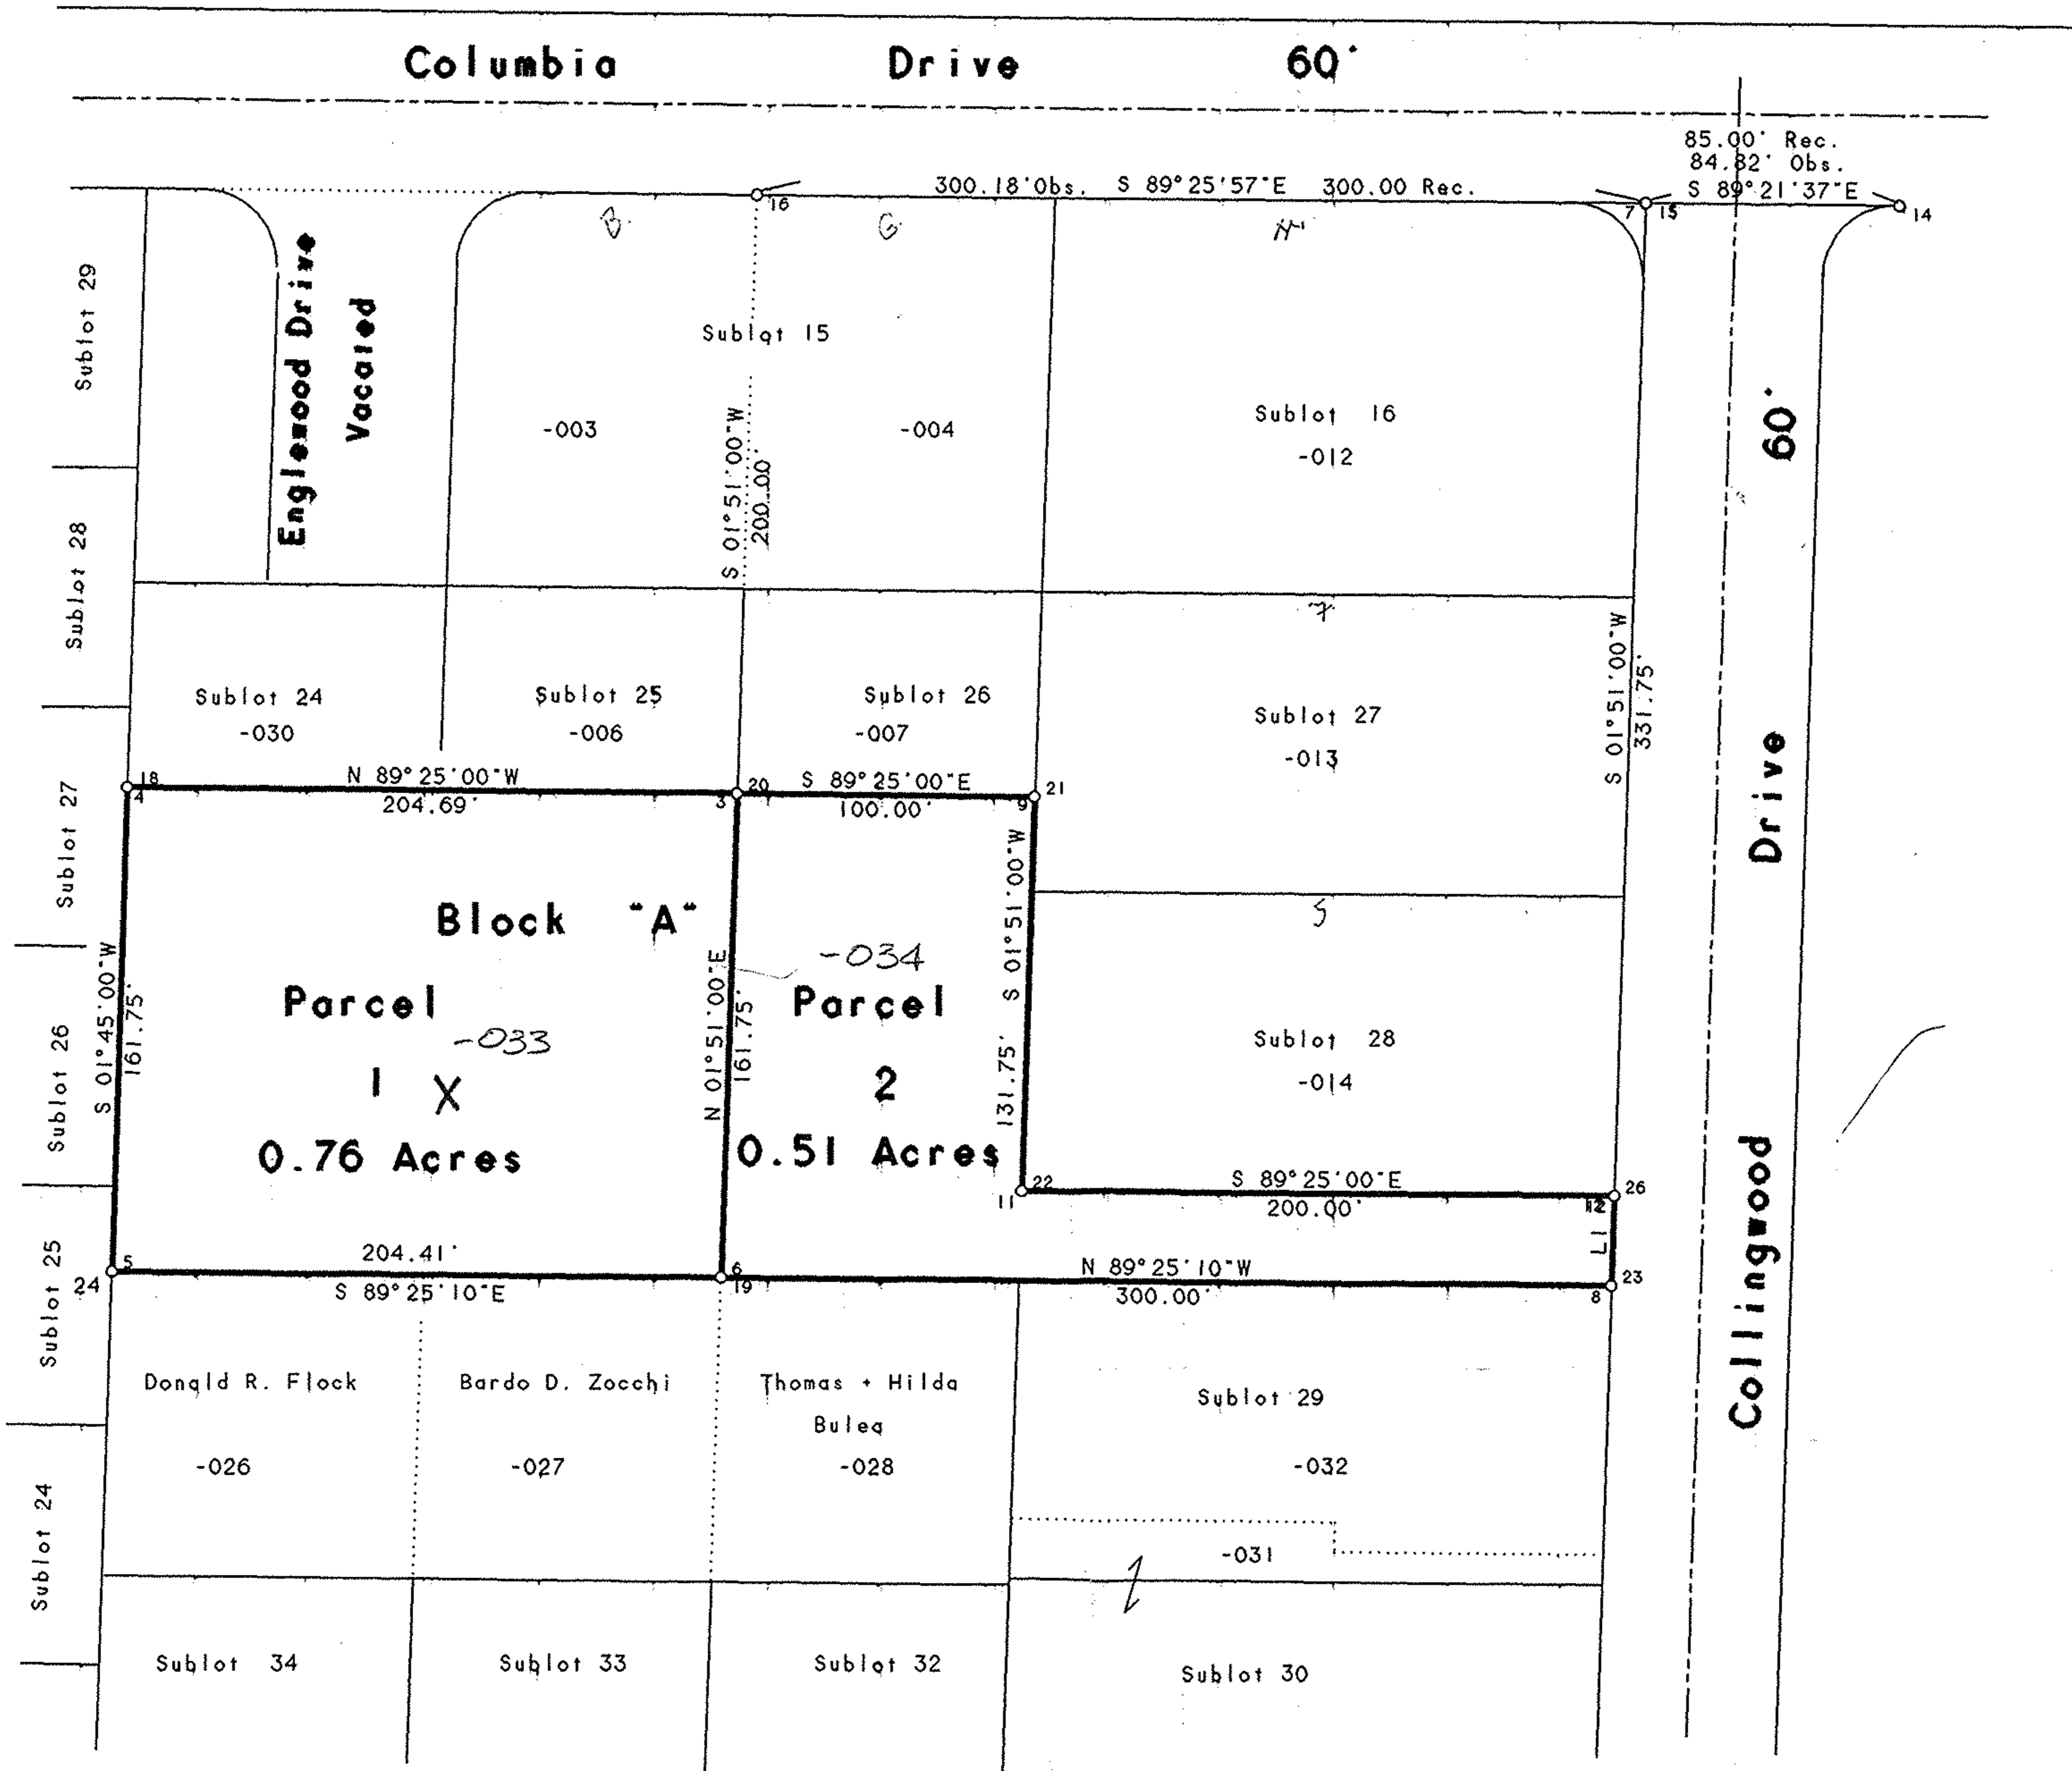 Columbia Drive 60'
85.00' Rec.
84.82' Obs.
S 89°21'37"E
300.18'Obs. S 89°25'57"E 300.00 Rec.
16
7
15
14
B
G
H
Sublot 29
Englewood Drive
Vacated
Sublot 15
-003
-004
S 01°51'00"W
200.00'
Sublot 16
-012
60'
Sublot 28
Sublot 24
-030
Sublot 25
-006
Sublot 26
-007
Sublot 27
-013
S 01°51'00"W
331.75'
18
4
N 89°25'00"W
204.69'
3
20
S 89°25'00"E
100.00'
9
21
Sublot 27
Block "A"
Parcel
-033
1 X
0.76 Acres
S 01°45'00"W
161.75'
N 01°51'00"E
161.75'
-034
Parcel
2
0.51 Acres
S 01°51'00"W
131.75'
5
Sublot 28
-014
Sublot 26
22
11
S 89°25'00"E
200.00'
26
12
L1
Collingwood Drive
Sublot 25
5
24
204.41'
S 89°25'10"E
6
19
N 89°25'10"W
300.00'
23
8
Donald R. Flock
-026
Bardo D. Zocchi
-027
Thomas + Hilda
Bulea
-028
Sublot 29
-032
-031
Sublot 24
Sublot 34
Sublot 33
Sublot 32
Sublot 30